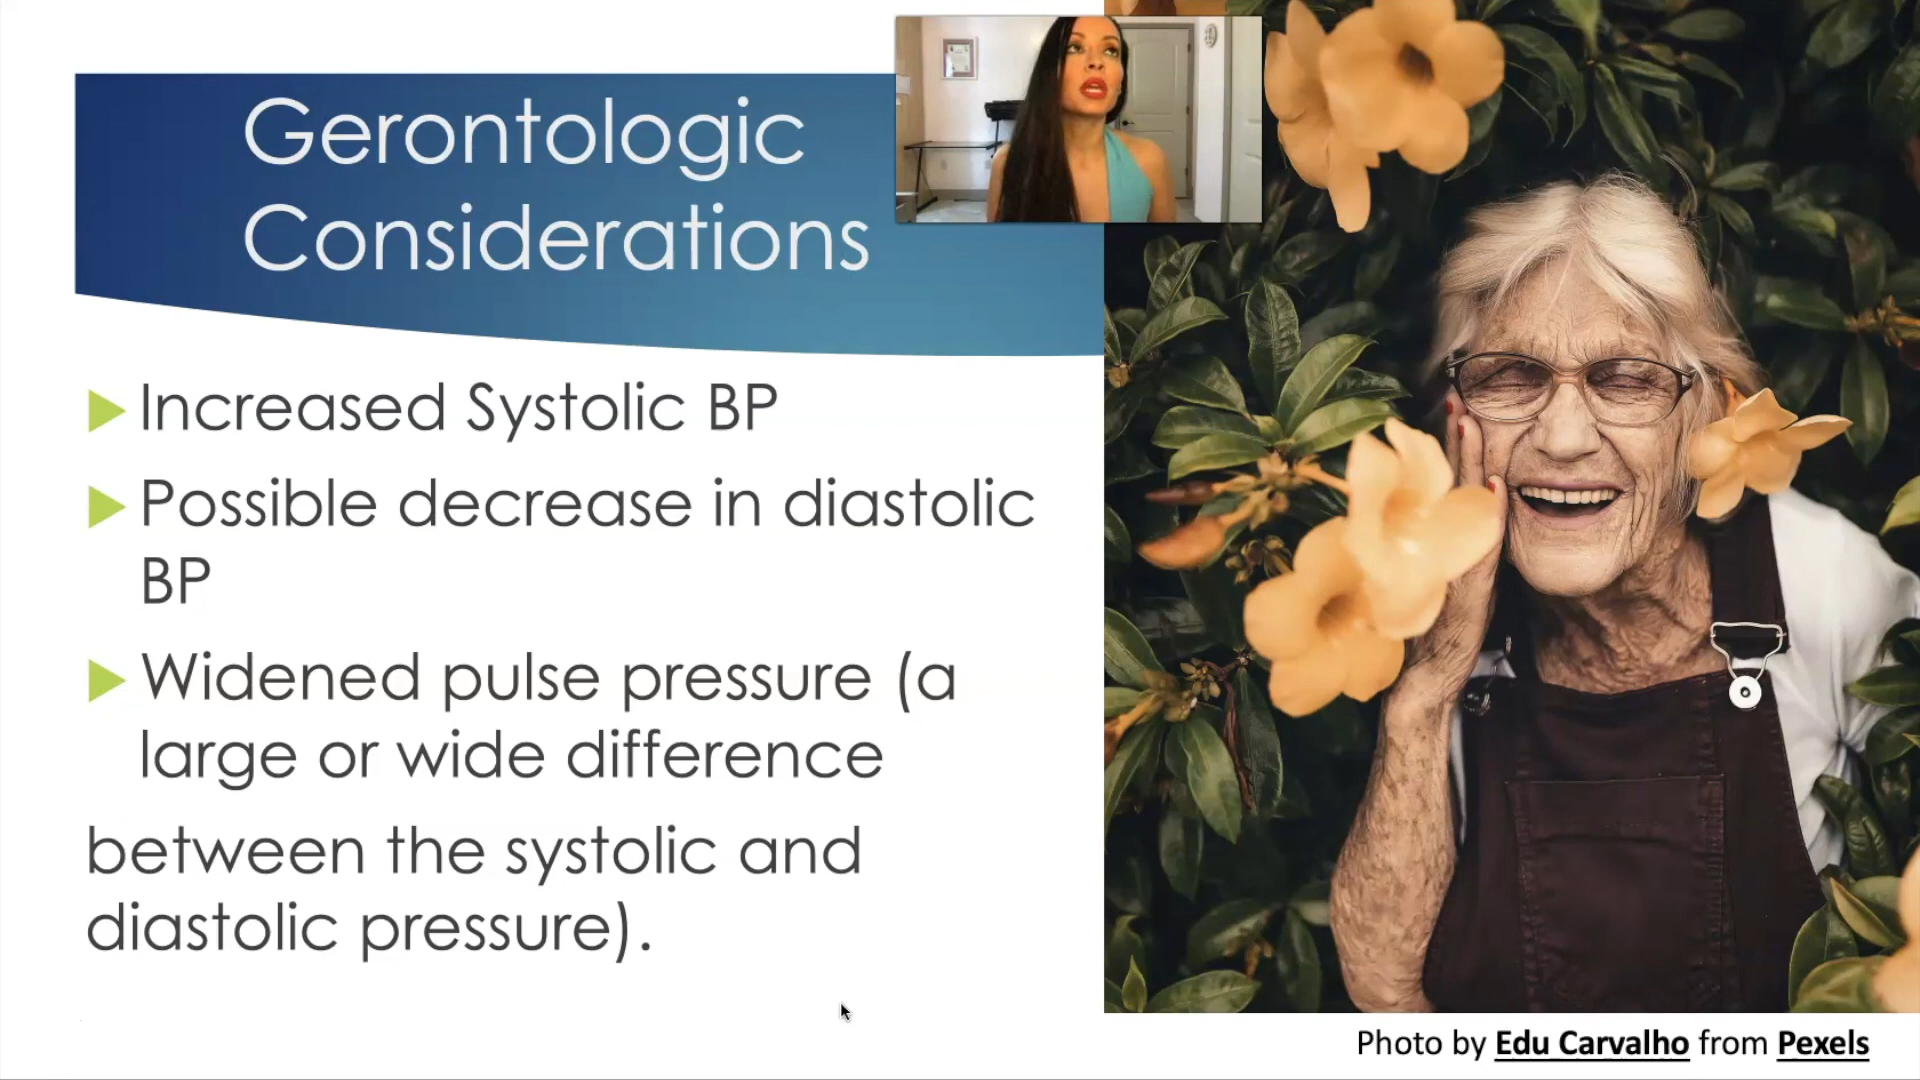 Gerontologic
Considerations
Increased Systolic BP
Possible decrease in diastolic
BP
Widened pulse pressure (a
large or wide difference
between the systolic and
diastolic pressure).
Photo by Edu Carvalho from Pexels